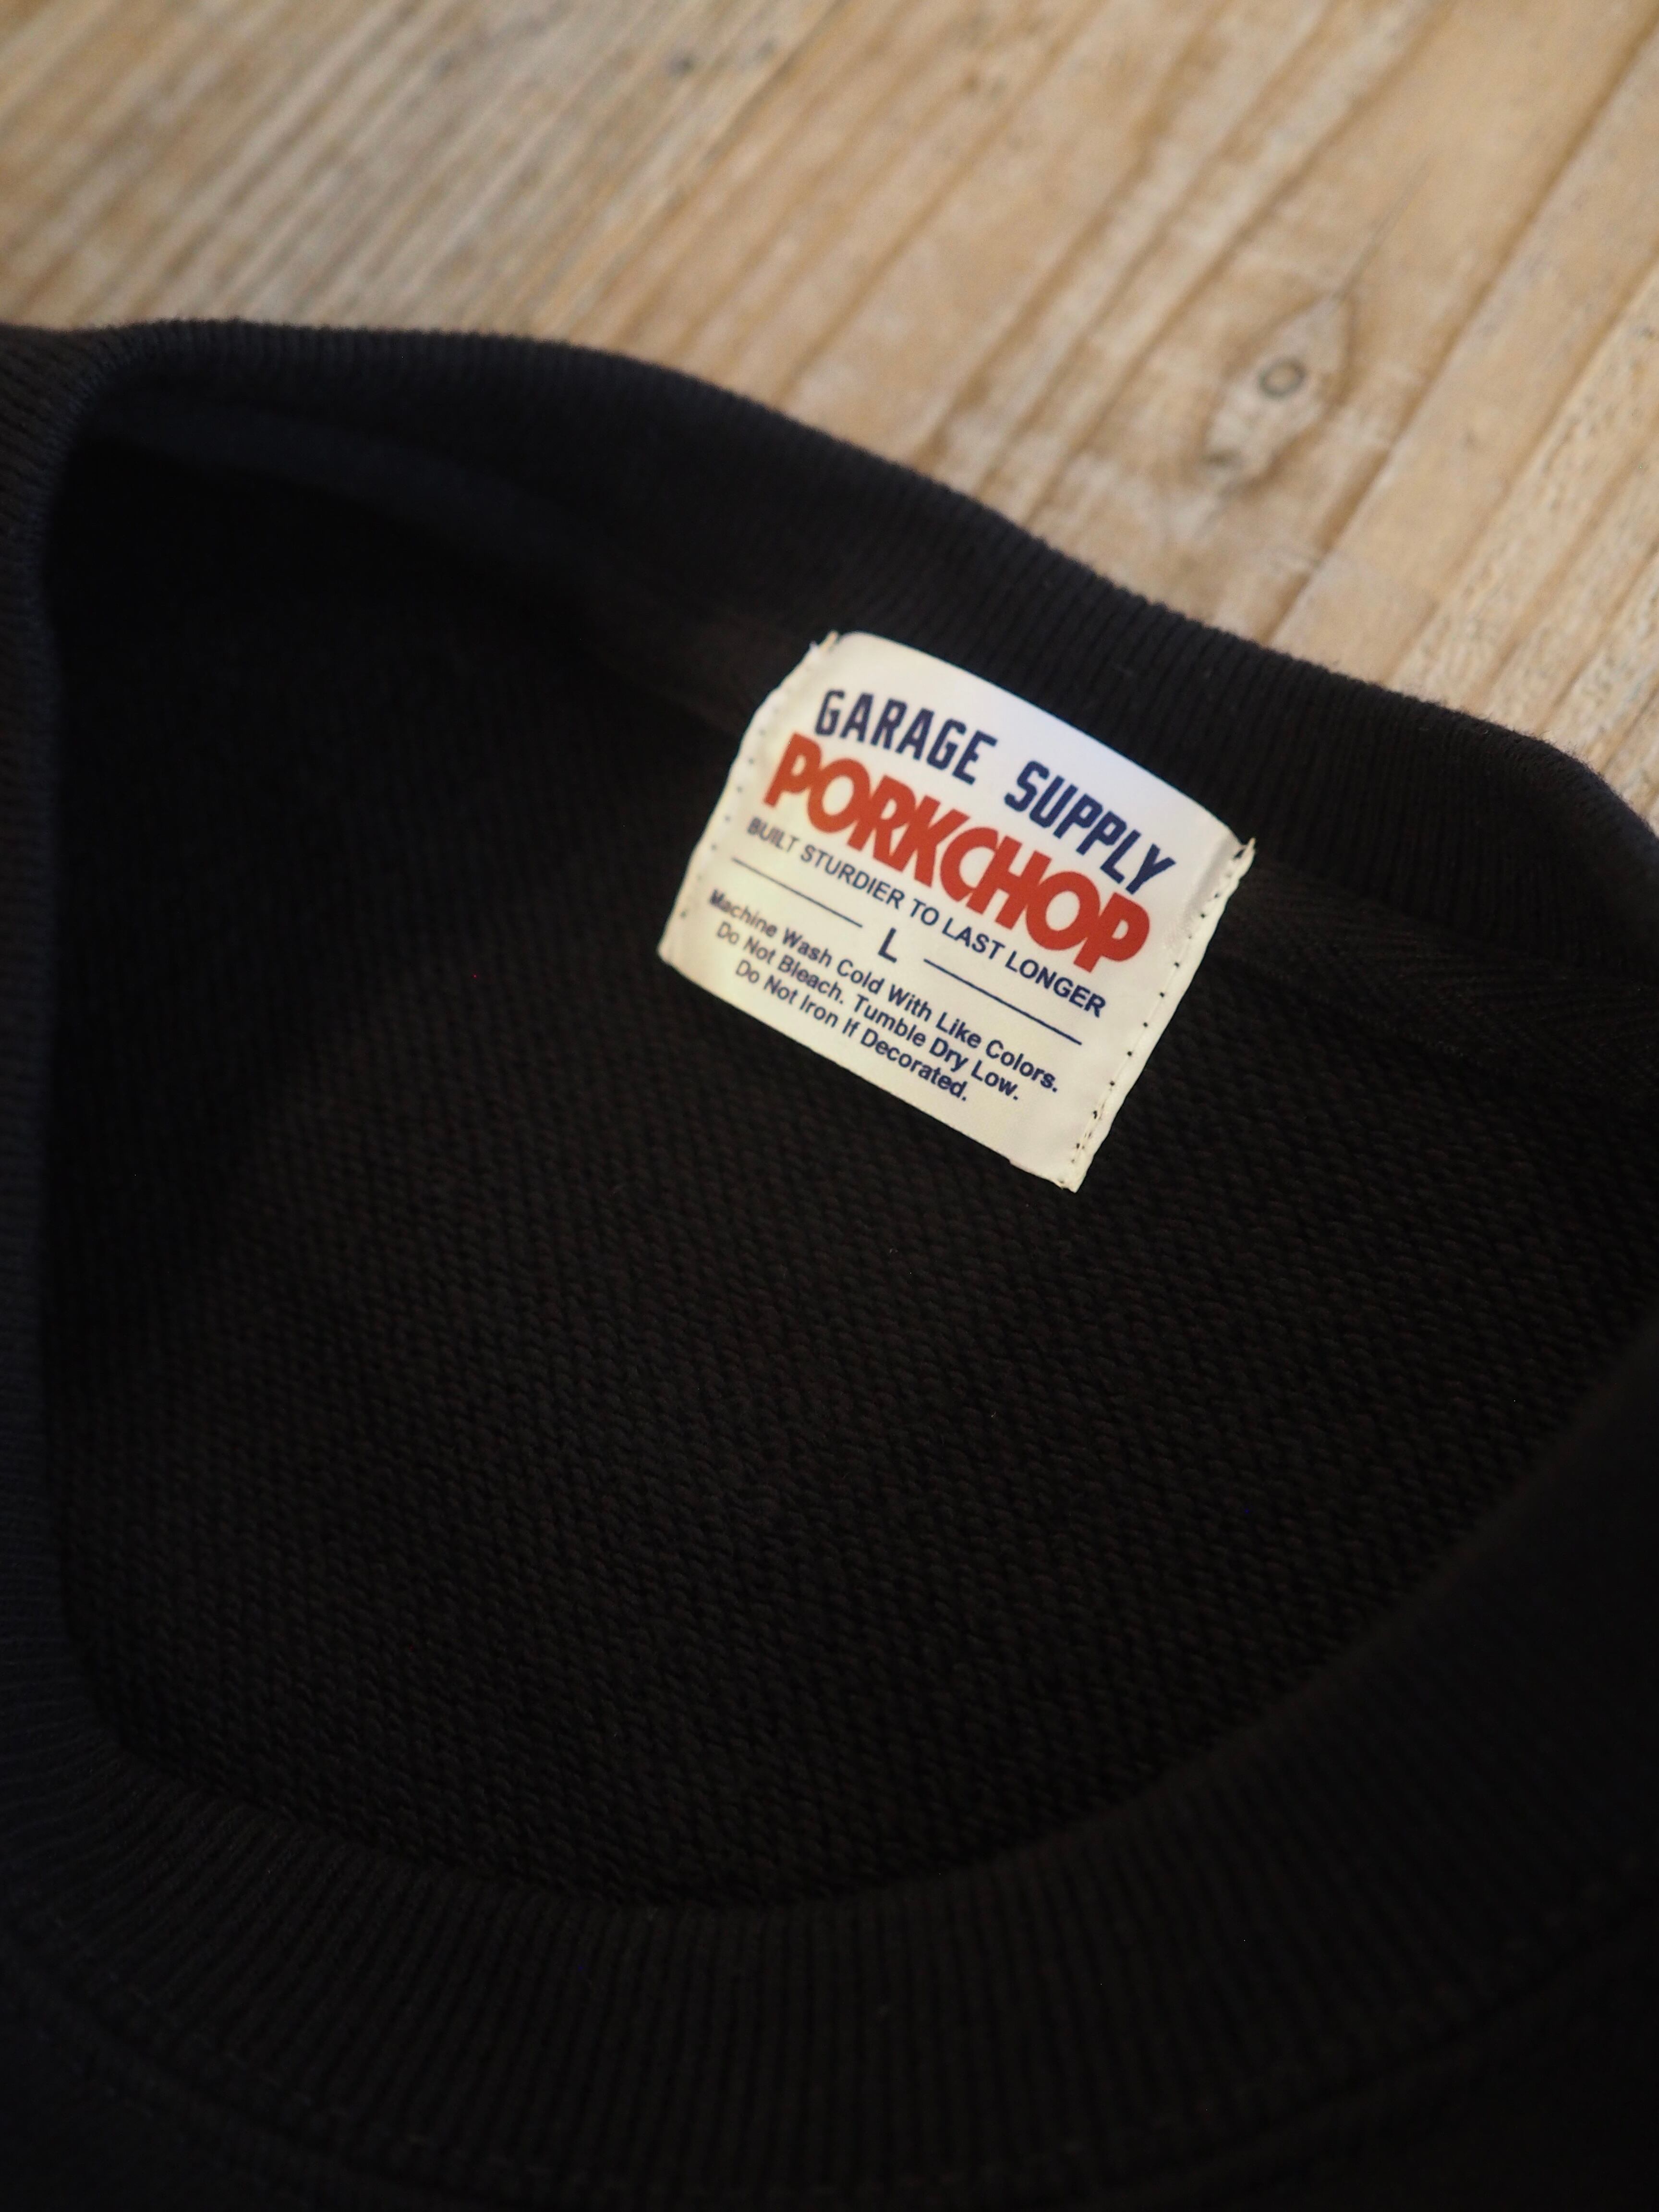 GARAGE SUPPLY
PORKCHOP
BUILT STURDIER TO LAST LONGER
L
Machine Wash Cold With Like Colors.
Do Not Bleach. Tumble Dry Low.
Do Not Iron If Decorated.